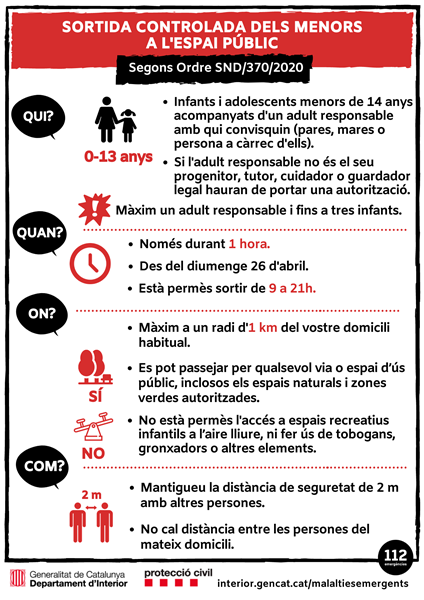 SORTIDA CONTROLADA DELS MENORS
A L'ESPAI PÚBLIC
Segons Ordre SND/370/2020
QUI?
0-13 anys
• Infants i adolescents menors de 14 anys
acompanyats d'un adult responsable
amb qui convisquin (pares, mares o
persona a càrrec d'ells).
• Si l'adult responsable no és el seu
progenitor, tutor, cuidador o guardador
legal hauran de portar una autorització.
Màxim un adult responsable i fins a tres infants.
QUAN?
• Només durant 1 hora.
• Des del diumenge 26 d'abril.
• Està permès sortir de 9 a 21h.
ON?
• Màxim a un radi d'1 km del vostre domicili
habitual.
SÍ
• Es pot passejar per qualsevol via o espai d'ús
públic, inclosos els espais naturals i zones
verdes autoritzades.
NO
• No està permès l'accés a espais recreatius
infantils a l'aire lliure, ni fer ús de tobogans,
gronxadors o altres elements.
COM?
2 m
• Mantigueu la distància de seguretat de 2 m
amb altres persones.
• No cal distància entre les persones del
mateix domicili.
112
emergències
Generalitat de Catalunya
Departament d'Interior
protecció civil
interior.gencat.cat/malaltiesemergents